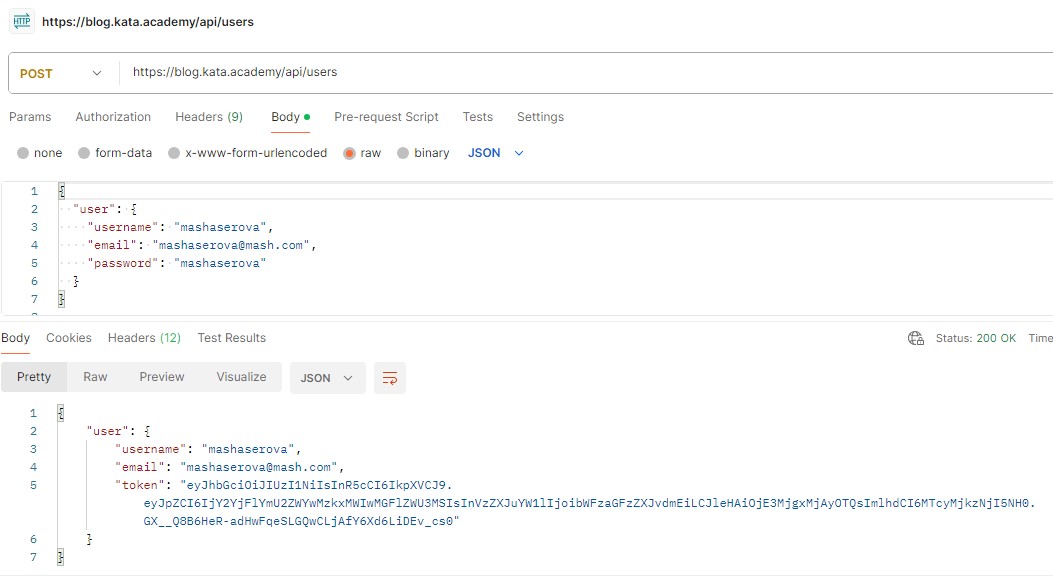 HTTP https://blog.kata.academy/api/users
POST https://blog.kata.academy/api/users
Params Authorization Headers (9) Body Pre-request Script Tests Settings
none form-data x-www-form-urlencoded raw binary JSON
1 {
2 "user": {
3 "username": "mashaserova",
4 "email": "mashaserova@mash.com",
5 "password": "mashaserova"
6 }
7 }
Body Cookies Headers (12) Test Results Status: 200 OK Time
Pretty Raw Preview Visualize JSON
1 {
2 "user": {
3 "username": "mashaserova",
4 "email": "mashaserova@mash.com",
5 "token": "eyJhbGciOiJIUzI1NiIsInR5cCI6IkpXVCJ9.
eyJpZCI6IjY2YjFlYmU2ZWYwMzkxMWIwMGFlZWU3MSIsInVzZXJuYW1lIjoibWFzaGFzZXJvdmEiLCJleHAiOjE3MjgxMjAyOTQsImlhdCI6MTcyMjkzNjI5NH0.
GX__Q8B6HeR-adHwFqeSLGQwCLjAfY6Xd6LiDEv_cs0"
6 }
7 }